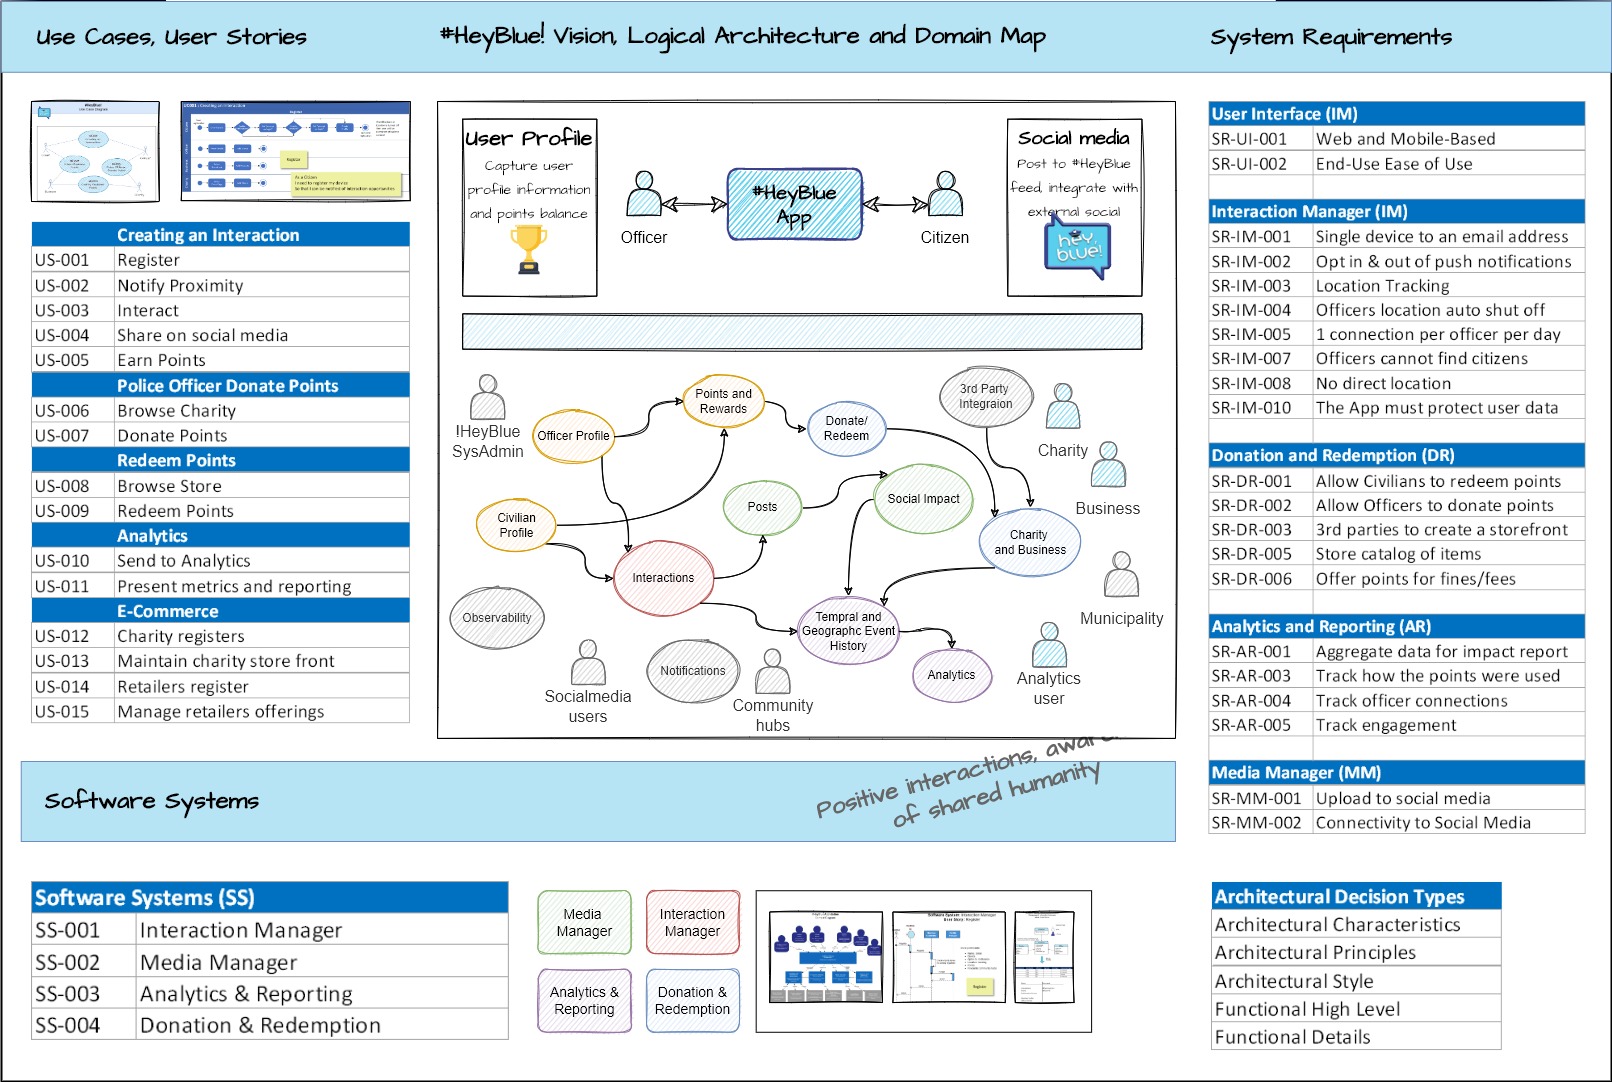 Use Cases, User Stories
#HeyBlue! Vision, Logical Architecture and Domain Map
System Requirements
Register
As a Citizen
Creating an Interaction
US-001 Register
US-002 Notify Proximity
US-003 Interact
US-004 Share on social media
US-005 Earn Points
Police Officer Donate Points
US-006 Browse Charity
US-007 Donate Points
Redeem Points
US-008 Browse Store
US-009 Redeem Points
Analytics
US-010 Send to Analytics
US-011 Present metrics and reporting
E-Commerce
US-012 Charity registers
US-013 Maintain charity store front
US-014 Retailers register
US-015 Manage retailers offerings
User Profile
Capture user
profile information
and points balance
Officer
#HeyBlue
App
Citizen
Social media
Post to #HeyBlue
feed, integrate with
external social
hey,
blue!
!HeyBlue
SysAdmin
Officer Profile
Points and
Rewards
Donate/
Redeem
3rd Party
Integraion
Charity
Business
Civilian
Profile
Posts
Social Impact
Charity
and Business
Interactions
Observability
Municipality
Tempral and
Geographc Event
History
Notifications
Analytics
Socialmedia
users
Community
hubs
Analytics
user
User Interface (IM)
SR-UI-001 Web and Mobile-Based
SR-UI-002 End-Use Ease of Use
Interaction Manager (IM)
SR-IM-001 Single device to an email address
SR-IM-002 Opt in & out of push notifications
SR-IM-003 Location Tracking
SR-IM-004 Officers location auto shut off
SR-IM-005 1 connection per officer per day
SR-IM-007 Officers cannot find citizens
SR-IM-008 No direct location
SR-IM-010 The App must protect user data
Donation and Redemption (DR)
SR-DR-001 Allow Civilians to redeem points
SR-DR-002 Allow Officers to donate points
SR-DR-003 3rd parties to create a storefront
SR-DR-005 Store catalog of items
SR-DR-006 Offer points for fines/fees
Analytics and Reporting (AR)
SR-AR-001 Aggregate data for impact report
SR-AR-003 Track how the points were used
SR-AR-004 Track officer connections
SR-AR-005 Track engagement
Media Manager (MM)
SR-MM-001 Upload to social media
SR-MM-002 Connectivity to Social Media
Software Systems
Positive interactions,
of shared humanity
Software Systems (SS)
SS-001 Interaction Manager
SS-002 Media Manager
SS-003 Analytics & Reporting
SS-004 Donation & Redemption
Media
Manager
Interaction
Manager
Analytics &
Reporting
Donation &
Redemption
Register
Architectural Decision Types
Architectural Characteristics
Architectural Principles
Architectural Style
Functional High Level
Functional Details